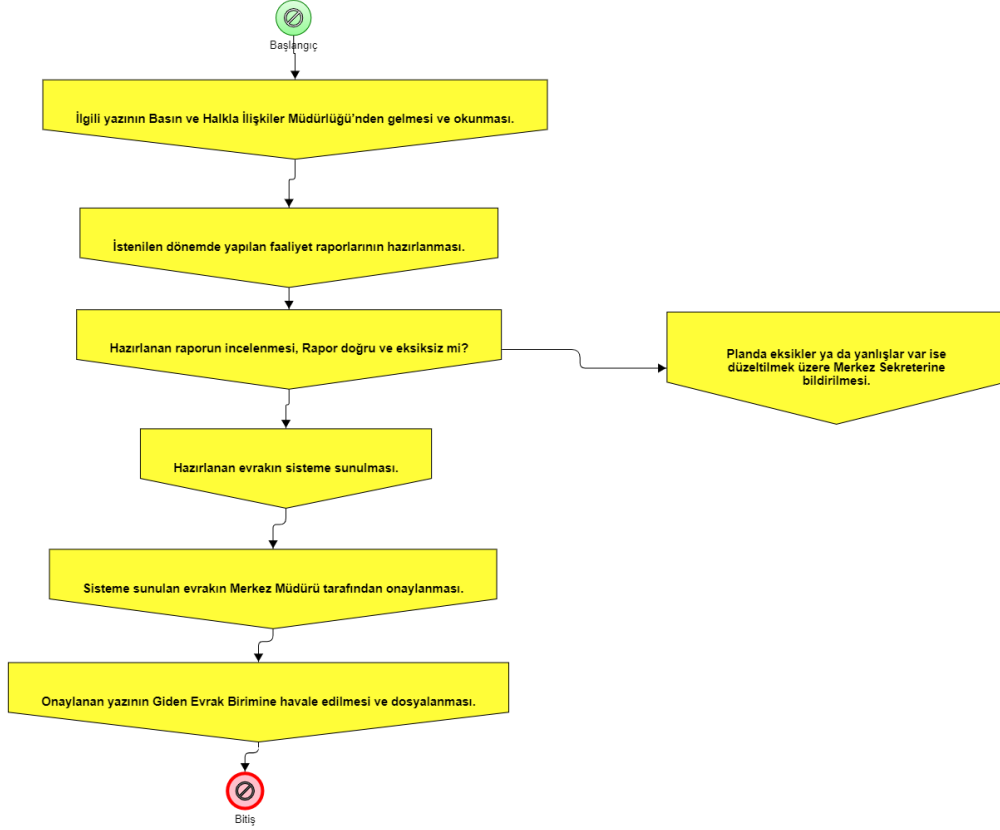 Başlangıç
İlgili yazının Basın ve Halkla İlişkiler Müdürlüğü'nden gelmesi ve okunması.
İstenilen dönemde yapılan faaliyet raporlarının hazırlanması.
Hazırlanan raporun incelenmesi, Rapor doğru ve eksiksiz mi?
Planda eksikler ya da yanlışlar var ise
düzeltilmek üzere Merkez Sekreterine
bildirilmesi.
Hazırlanan evrakın sisteme sunulması.
Sisteme sunulan evrakın Merkez Müdürü tarafından onaylanması.
Onaylanan yazının Giden Evrak Birimine havale edilmesi ve dosyalanması.
Bitiş